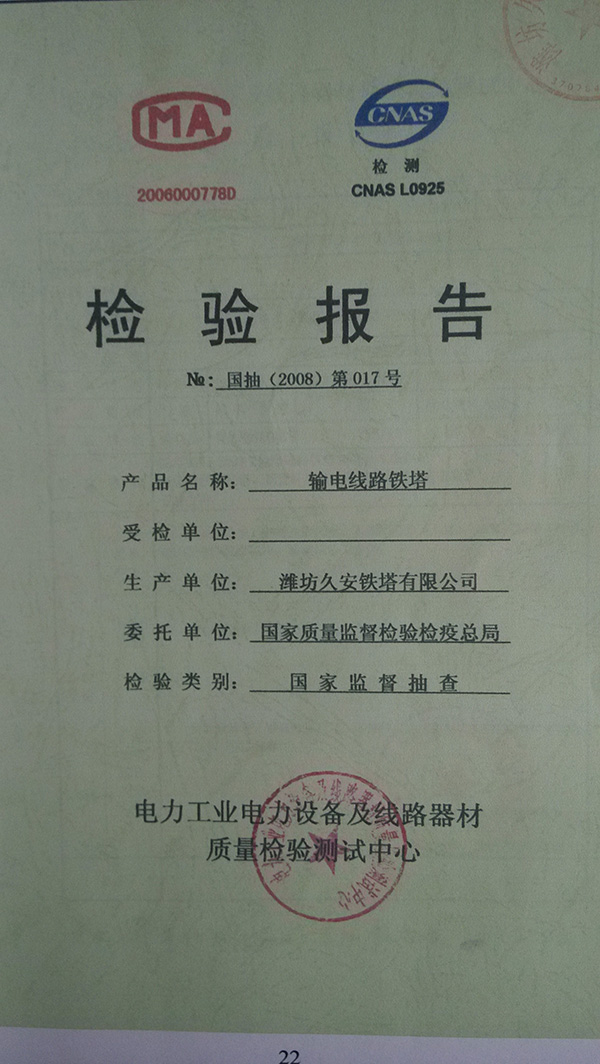 潍坊久
37078
CMA
CNAS
检 测
2006000778D
CNAS L0925
检 验 报 告
№：国抽（2008）第 017 号
产 品 名 称： 输电线路铁塔
受 检 单 位：
生 产 单 位： 潍坊久安铁塔有限公司
委 托 单 位： 国家质量监督检验检疫总局
检 验 类 别： 国 家 监 督 抽 查
电力工业电力设备及线路器材
质量检验测试中心
22